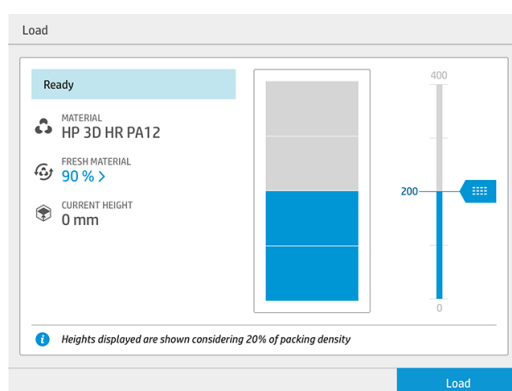 Load
Ready
MATERIAL
HP 3D HR PA12
FRESH MATERIAL
90 % >
CURRENT HEIGHT
0 mm
400
200
0
i Heights displayed are shown considering 20% of packing density
Load